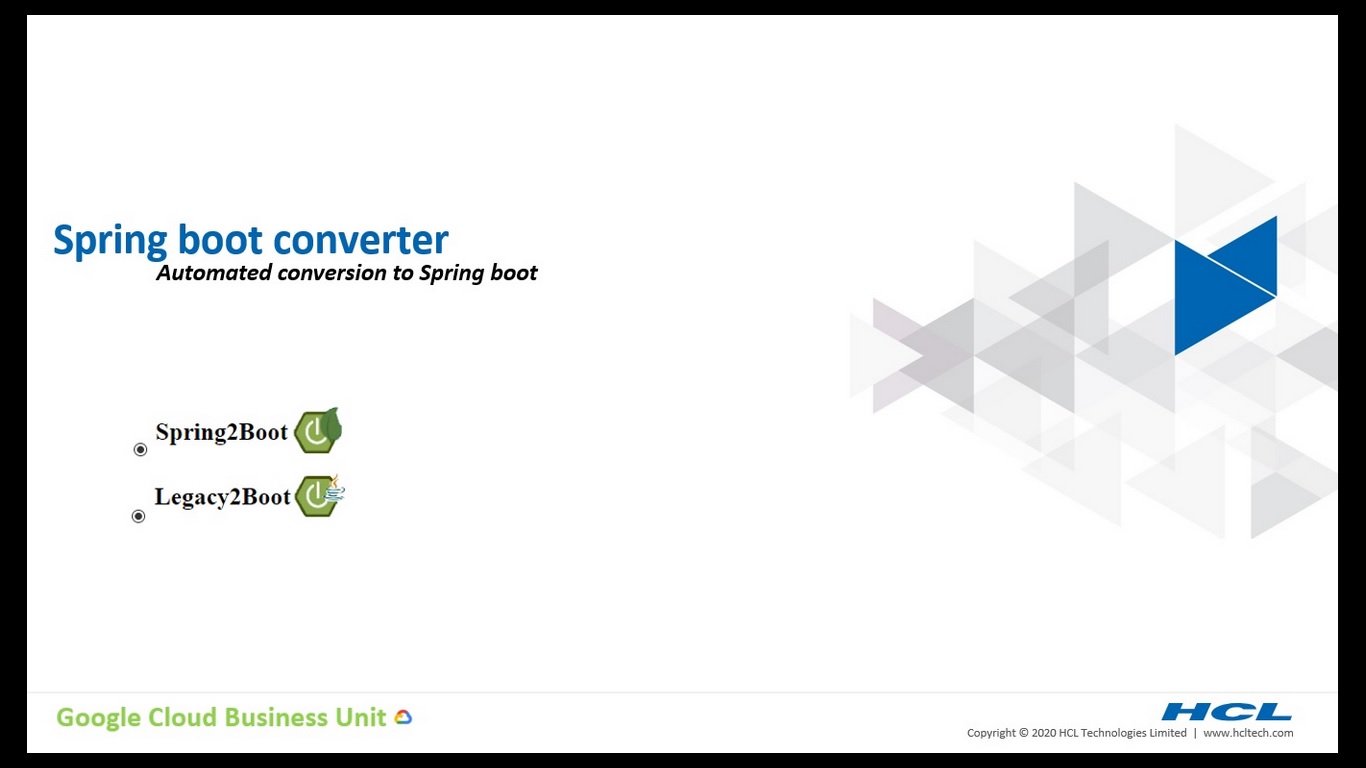 Spring boot converter
Automated conversion to Spring boot
Spring2Boot
Legacy2Boot
Google Cloud Business Unit
HCL
Copyright © 2020 HCL Technologies Limited | www.hcltech.com